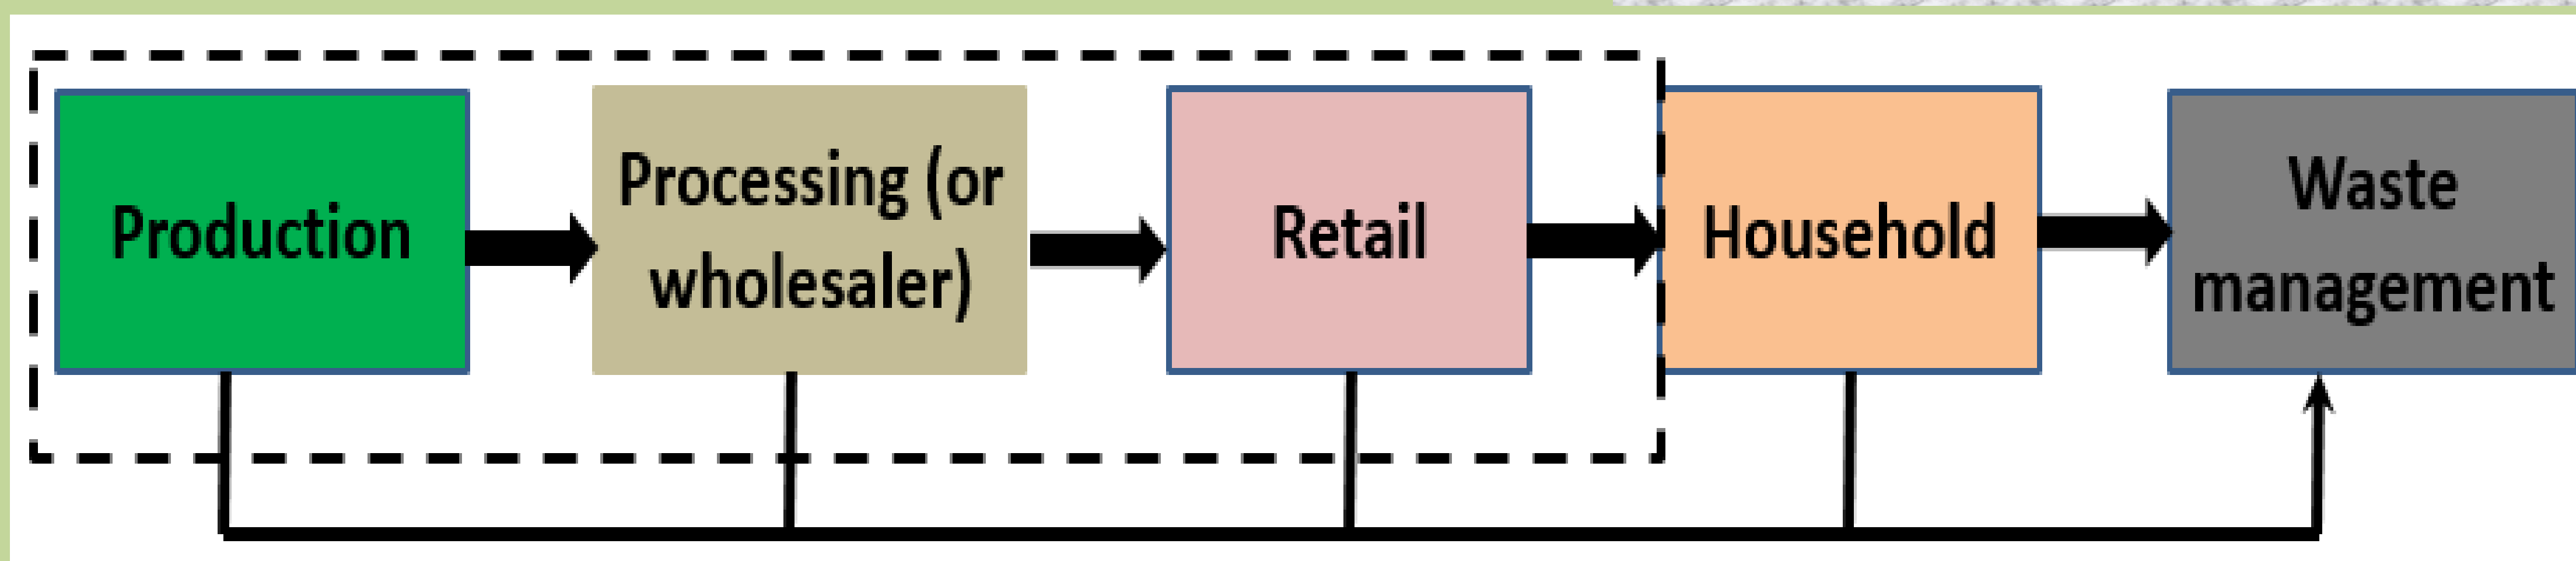 Production
Processing (or
wholesaler)
Retail
Household
Waste
management